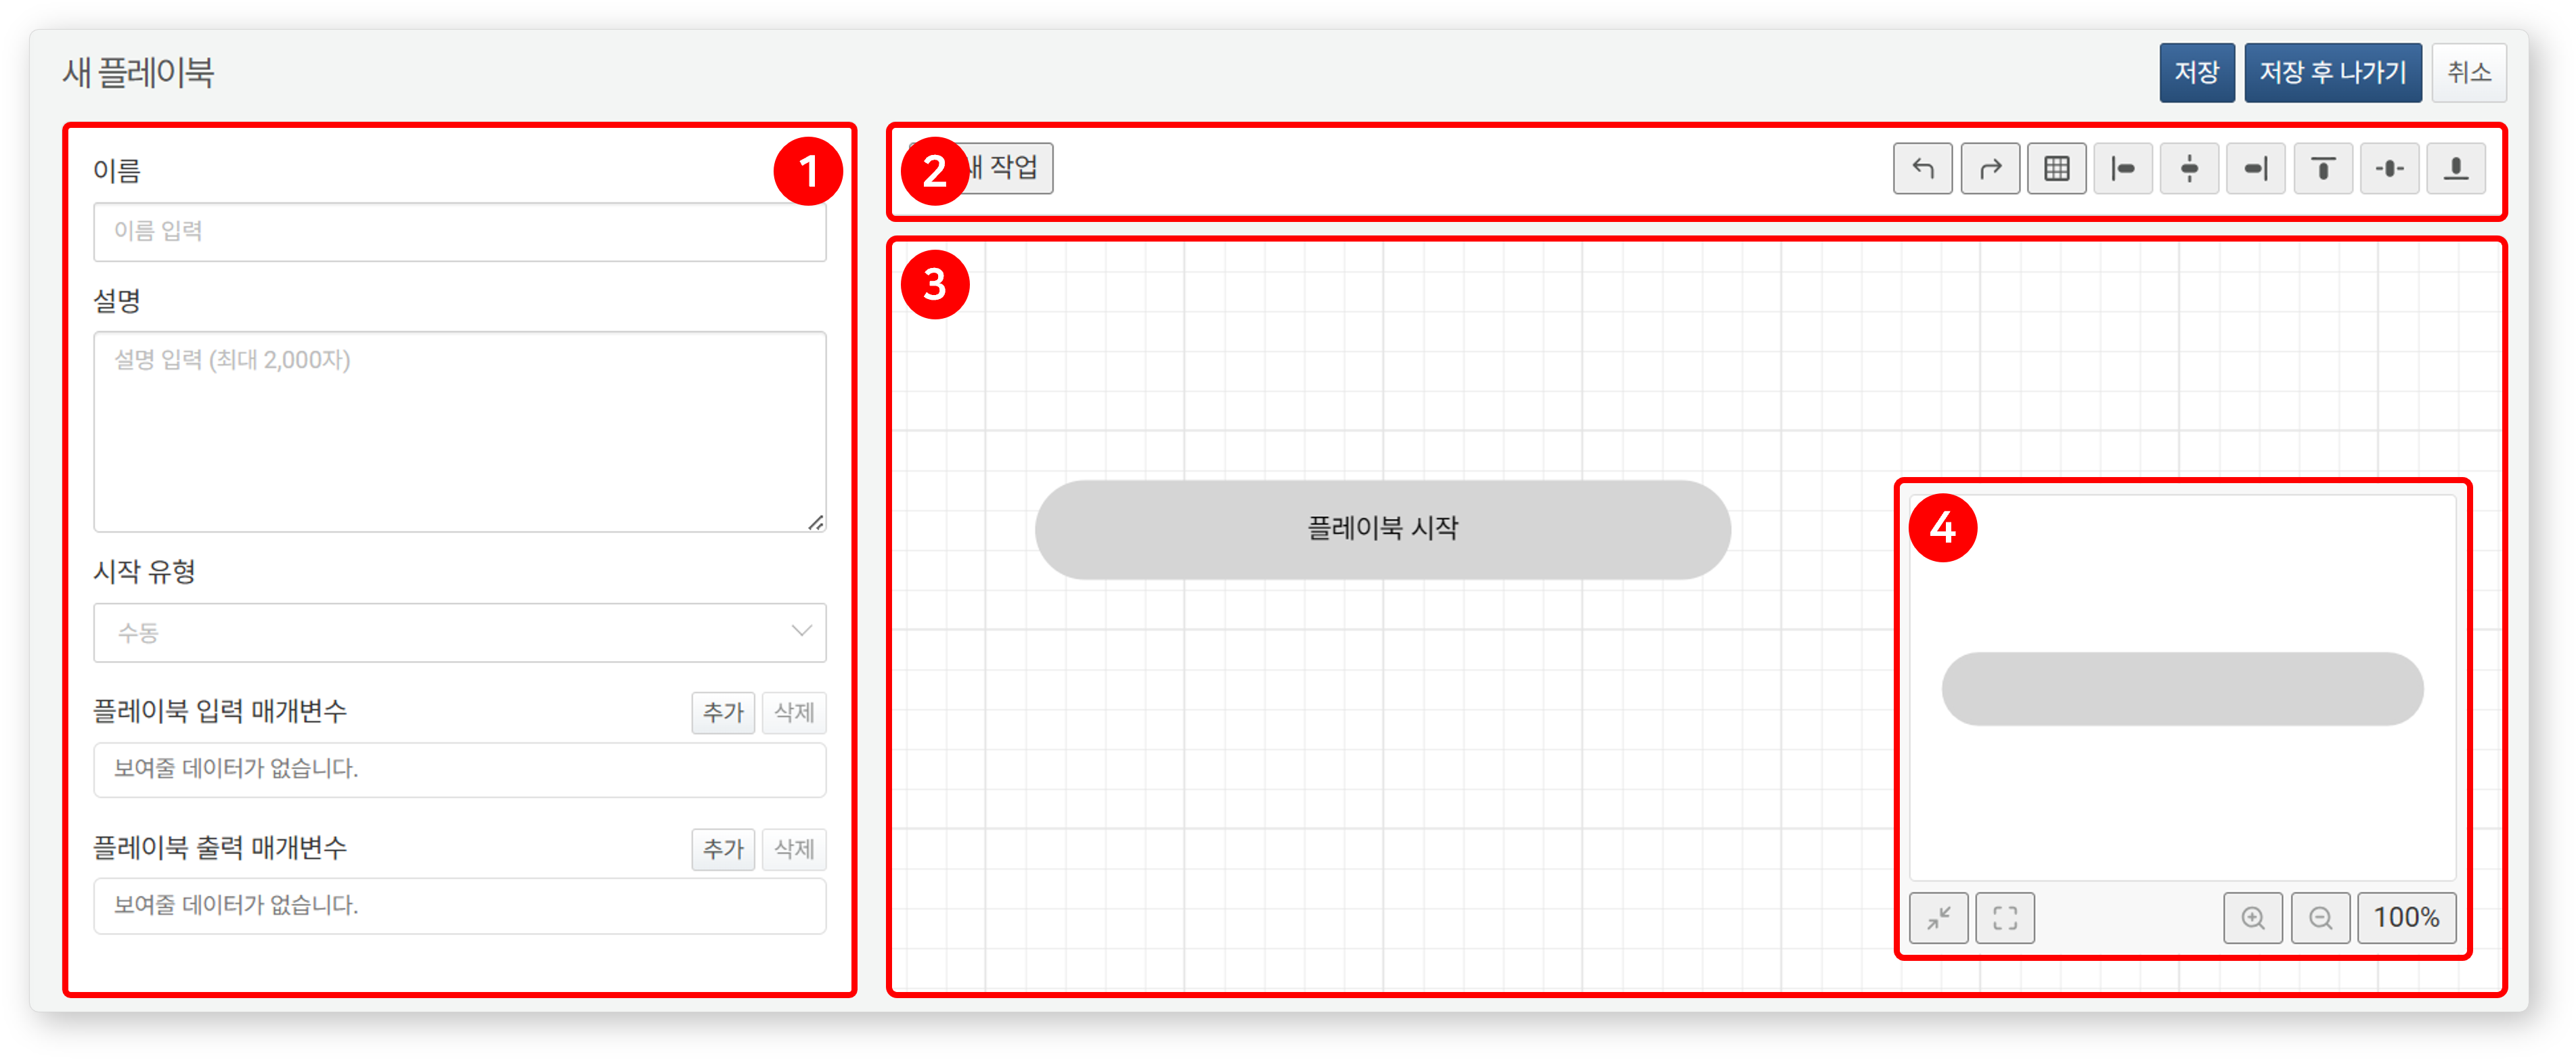 새 플레이북
저장
저장 후 나가기
취소
1
이름
이름 입력
설명
설명 입력 (최대 2,000자)
시작 유형
수동
플레이북 입력 매개변수
추가
삭제
보여줄 데이터가 없습니다.
플레이북 출력 매개변수
추가
삭제
보여줄 데이터가 없습니다.
2
새 작업
3
플레이북 시작
4
100%